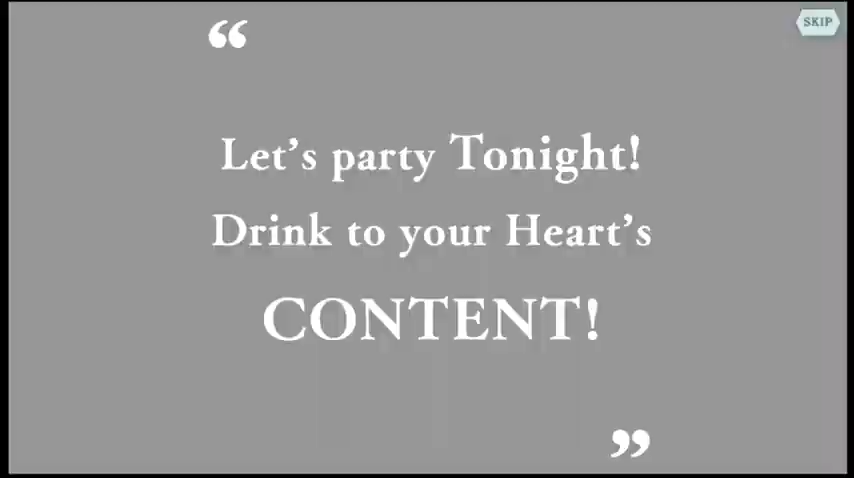 SKIP
“
Let’s party Tonight!
Drink to your Heart’s
CONTENT!
”